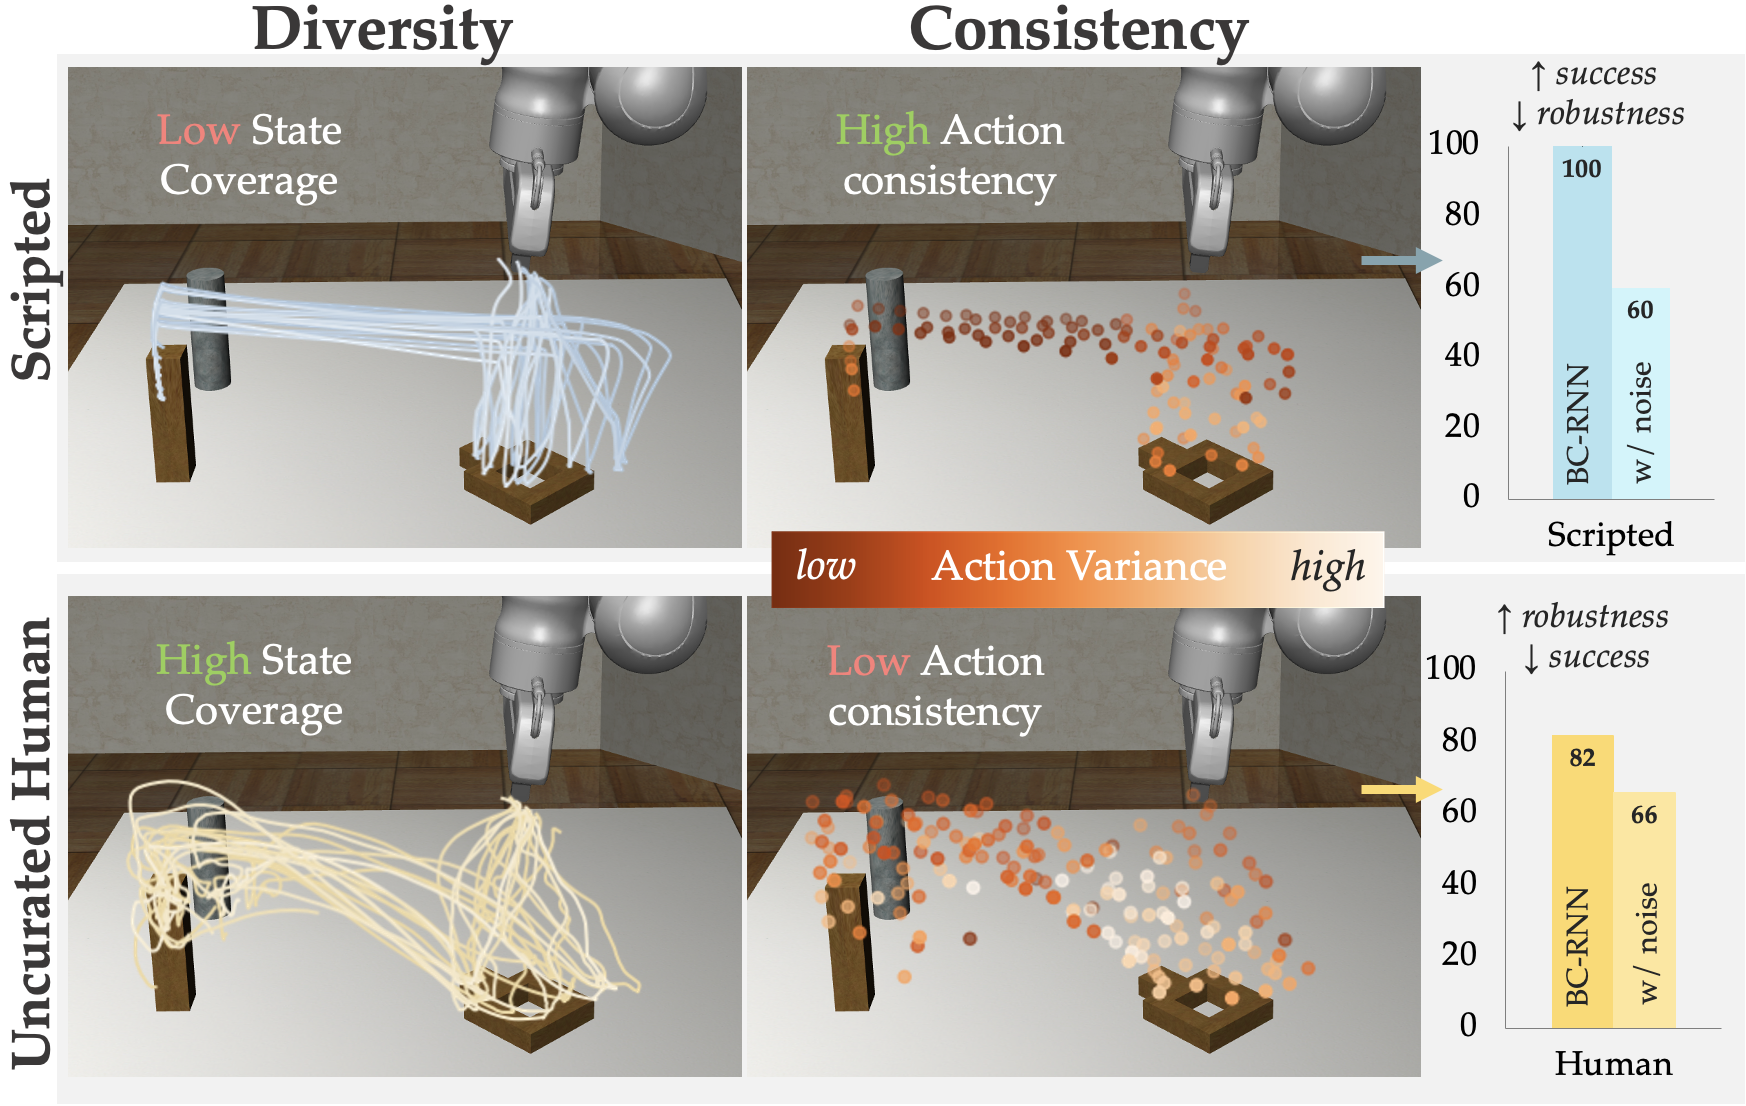 Diversity
Consistency
Scripted
Low State
Coverage
High Action
consistency
↑ success
↓ robustness
100
80
60
40
20
0
100
60
BC-RNN
w/ noise
Scripted
low Action Variance high
Uncurated Human
High State
Coverage
Low Action
consistency
↑ robustness
↓ success
100
80
60
40
20
0
82
66
BC-RNN
w/ noise
Human